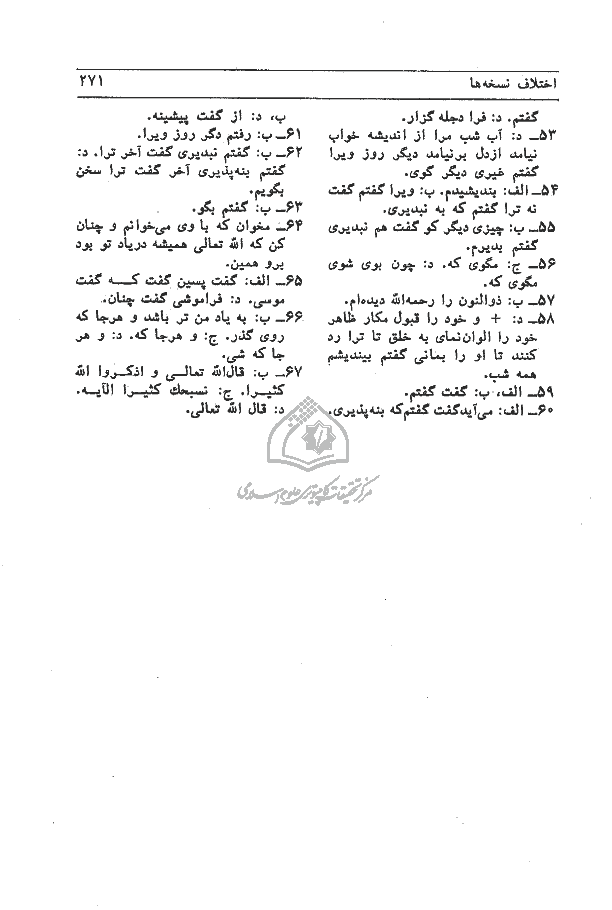 اختلاف نسخه‌ها
۲۷۱
گفتم. د: فرا دجله گزار.
۵۳ــ د: آب شب مرا از اندیشه خواب
نیامد ازدل برنیامد دیگر روز ویرا
گفتم غیری دیگر گوی.
۵۴ــ الف: بندیشیدم. ب: ویرا گفتم گفت
نه ترا گفتم که به نبدیری.
۵۵ــ ب: چیزی دیگر گو گفت هم نبدیری
گفتم بدیرم.
۵۶ــ ج: مگوی که. د: چون بوی شوی
مگوی که.
۵۷ــ ب: ذوالنون را رحمه‌الله دیده‌ام.
۵۸ــ د: + و خود را قبول مکار ظاهر
خود را الوان‌نمای به خلق تا ترا رد
کنند تا او را بمانی گفتم بیندیشم
همه شب.
۵۹ــ الف، ب: گفت گفتم.
۶۰ــ الف: می‌آیدگفت گفتم‌که بنه‌پذیری.
ب، د: از گفت پیشینه.
۶۱ــ ب: رفتم دگر روز ویرا.
۶۲ــ ب: گفتم نبدیری گفت آخر ترا. د:
گفتم بنه‌پذیری آخر گفت ترا سخن
بگویم.
۶۳ــ ب: گفتم بگو.
۶۴ــ مخوان که با وی می‌خوانم و چنان
کن که الله تعالی همیشه دریاد تو بود
برو همین.
۶۵ــ الف: گفت پسین گفت کــه گفت
موسی. د: فراموشی گفت چنان.
۶۶ــ ب: به یاد من تر باشد و هرجا که
روی گذر. ج: و هرجا که. د: و هر
جا که شی.
۶۷ــ ب: قال‌الله تعالــی و اذکــروا الله
کثیــرا. ج: نسبحك کثیــرا الآیــه.
د: قال الله تعالی.
مرکز تحقیقات کامپیوتری علوم اسلامی